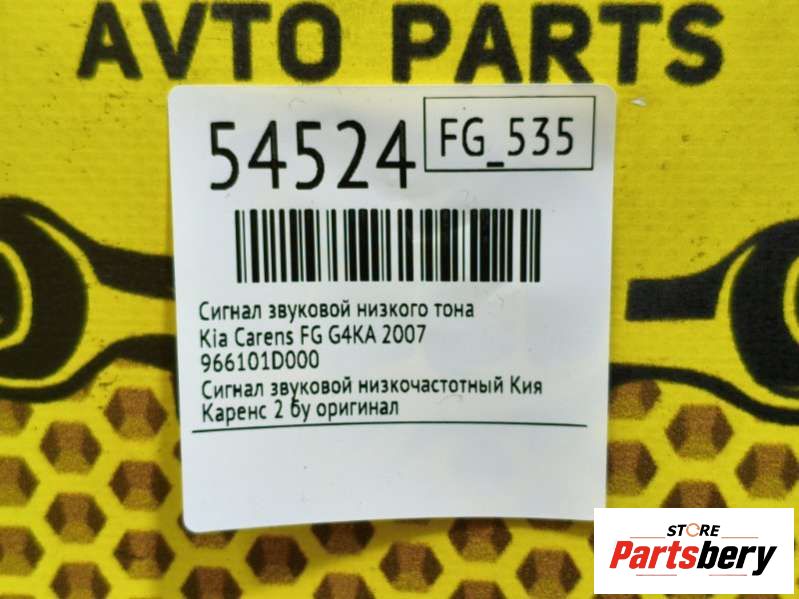 AVTO PARTS
54524
FG_535
Сигнал звуковой низкого тона
Kia Carens FG G4KA 2007
966101D000
Сигнал звуковой низкочастотный Кия
Каренс 2 бу оригинал
STORE
Partsbery